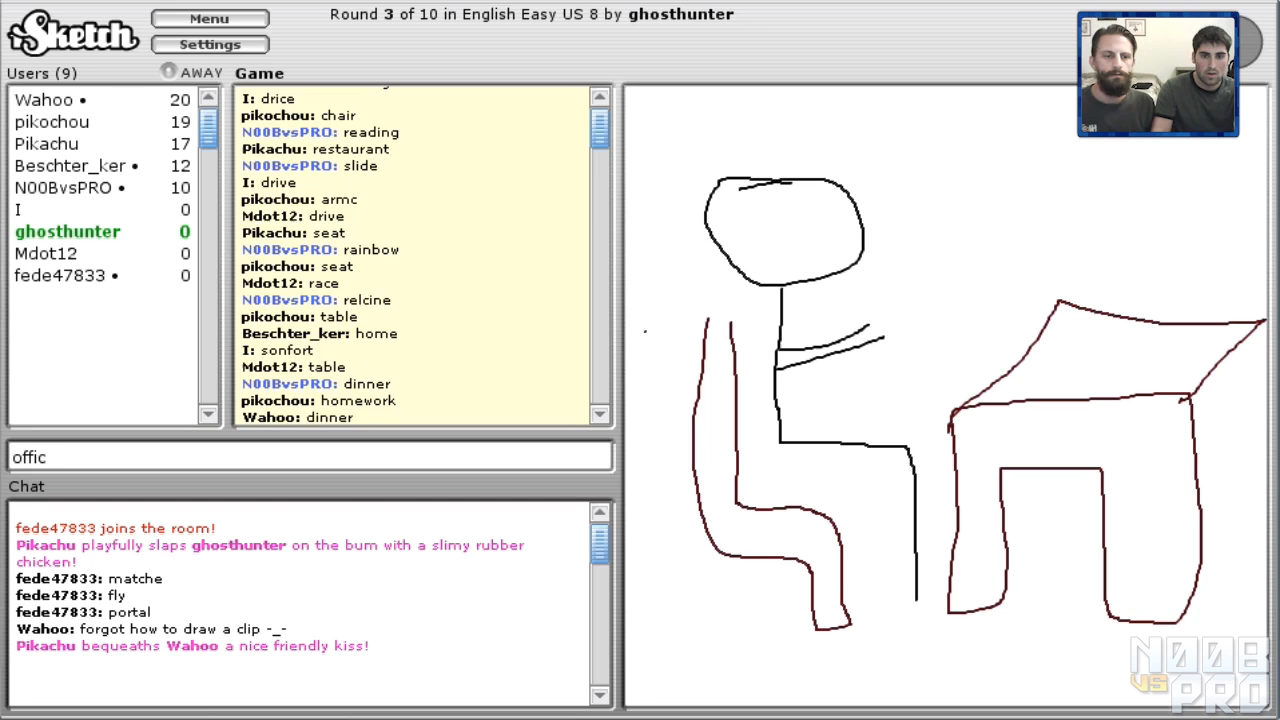 iSketch
Menu
Settings
Round 3 of 10 in English Easy US 8 by ghosthunter
Users (9)
AWAY
Wahoo • 20
pikochou 19
Pikachu 17
Beschter_ker • 12
N00BvsPRO • 10
I 0
ghosthunter 0
Mdot12 0
fede47833 • 0
Game
I: drice
pikochou: chair
N00BvsPRO: reading
Pikachu: restaurant
N00BvsPRO: slide
I: drive
pikochou: armc
Mdot12: drive
Pikachu: seat
N00BvsPRO: rainbow
pikochou: seat
Mdot12: race
N00BvsPRO: relcine
pikochou: table
Beschter_ker: home
I: sonfort
Mdot12: table
N00BvsPRO: dinner
pikochou: homework
Wahoo: dinner
offic
Chat
fede47833 joins the room!
Pikachu playfully slaps ghosthunter on the bum with a slimy rubber
chicken!
fede47833: matche
fede47833: fly
fede47833: portal
Wahoo: forgot how to draw a clip -_-
Pikachu bequeaths Wahoo a nice friendly kiss!
N00B
VS
PRO